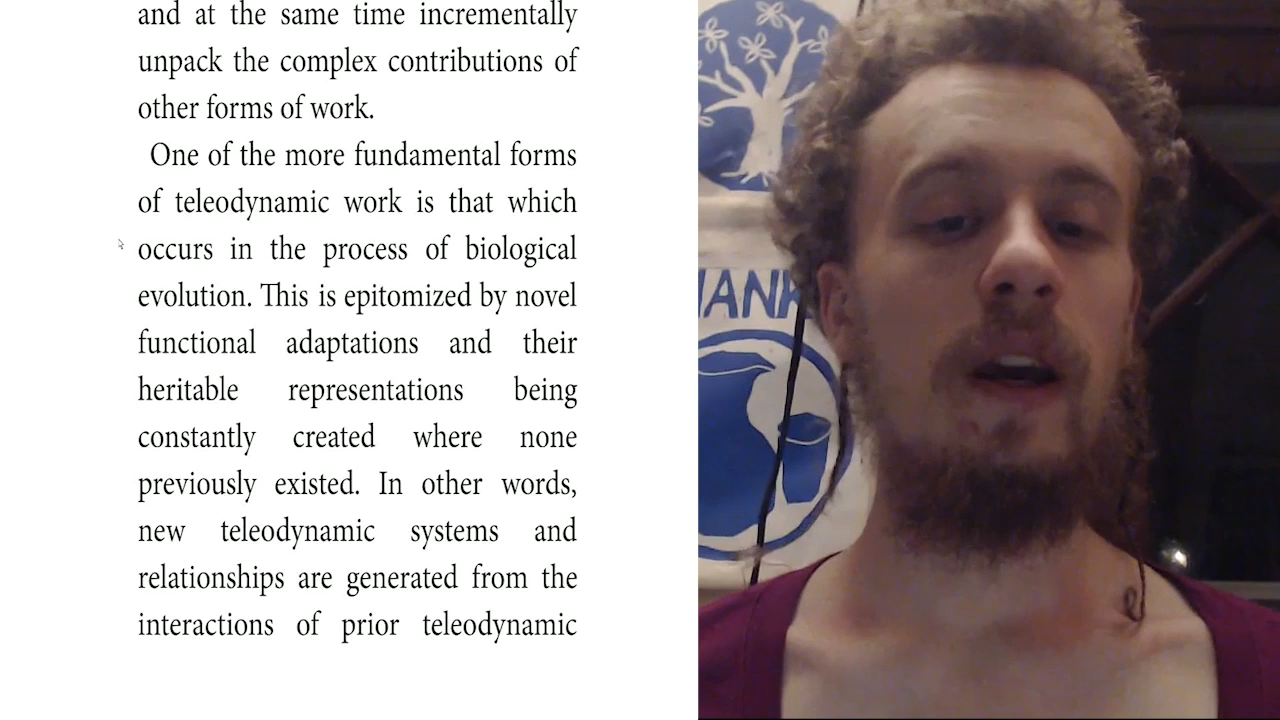 and at the same time incrementally
unpack the complex contributions of
other forms of work.
One of the more fundamental forms
of teleodynamic work is that which
occurs in the process of biological
evolution. This is epitomized by novel
functional adaptations and their
heritable representations being
constantly created where none
previously existed. In other words,
new teleodynamic systems and
relationships are generated from the
interactions of prior teleodynamic
HANK